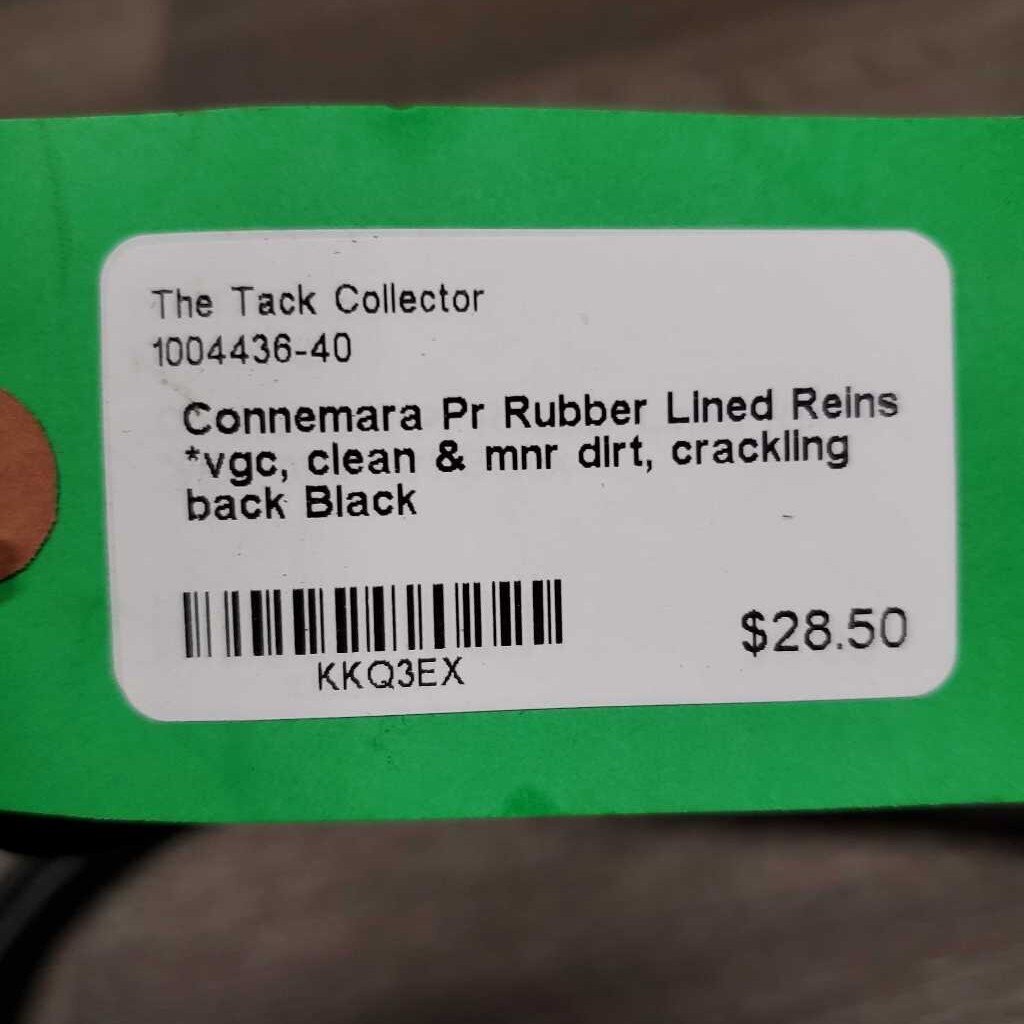 The Tack Collector
1004436-40
Connemara Pr Rubber Lined Reins
*vgc, clean & mnr dirt, crackling
back Black
KKQ3EX
$28.50